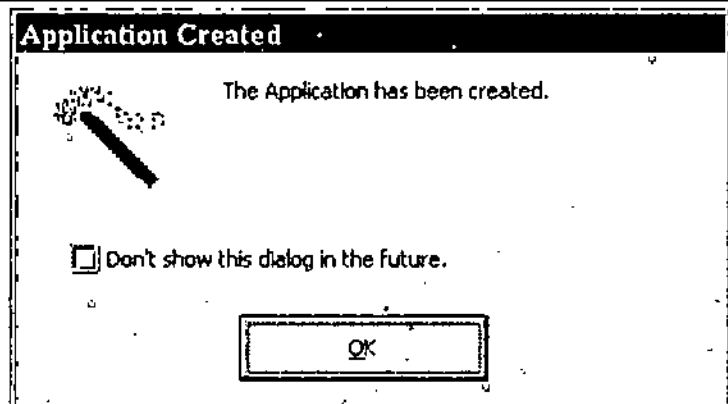 Application Created
The Application has been created.
Don't show this dialog in the future.
OK